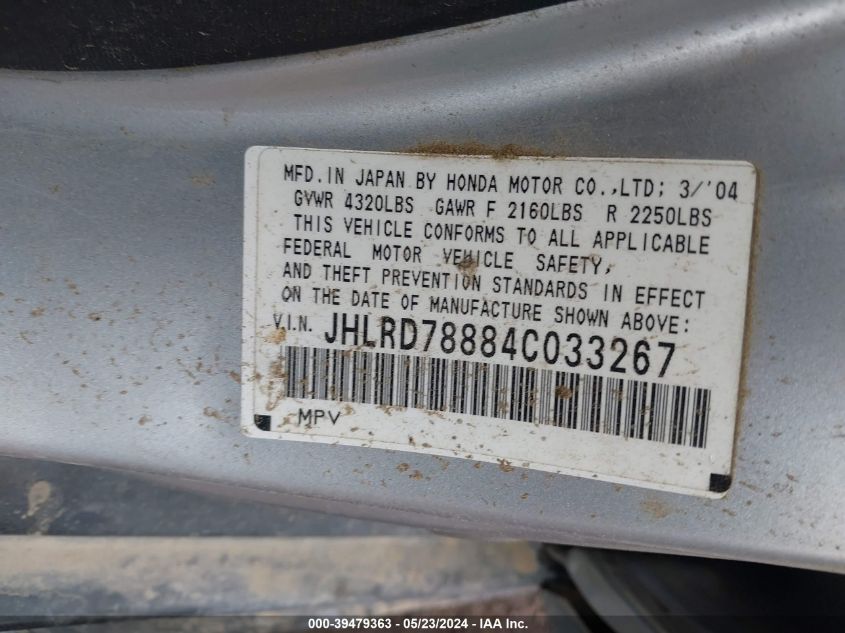 MFD.IN JAPAN BY HONDA MOTOR CO.,LTD; 3/'04
GVWR 4320LBS GAWR F 2160LBS R 2250LBS
THIS VEHICLE CONFORMS TO ALL APPLICABLE
FEDERAL MOTOR VEHICLE SAFETY,
AND THEFT PREVENTION STANDARDS IN EFFECT
ON THE DATE OF MANUFACTURE SHOWN ABOVE:
V.I.N. JHLRD78884C033267
MPV
000-39479363 - 05/23/2024 - IAA Inc.